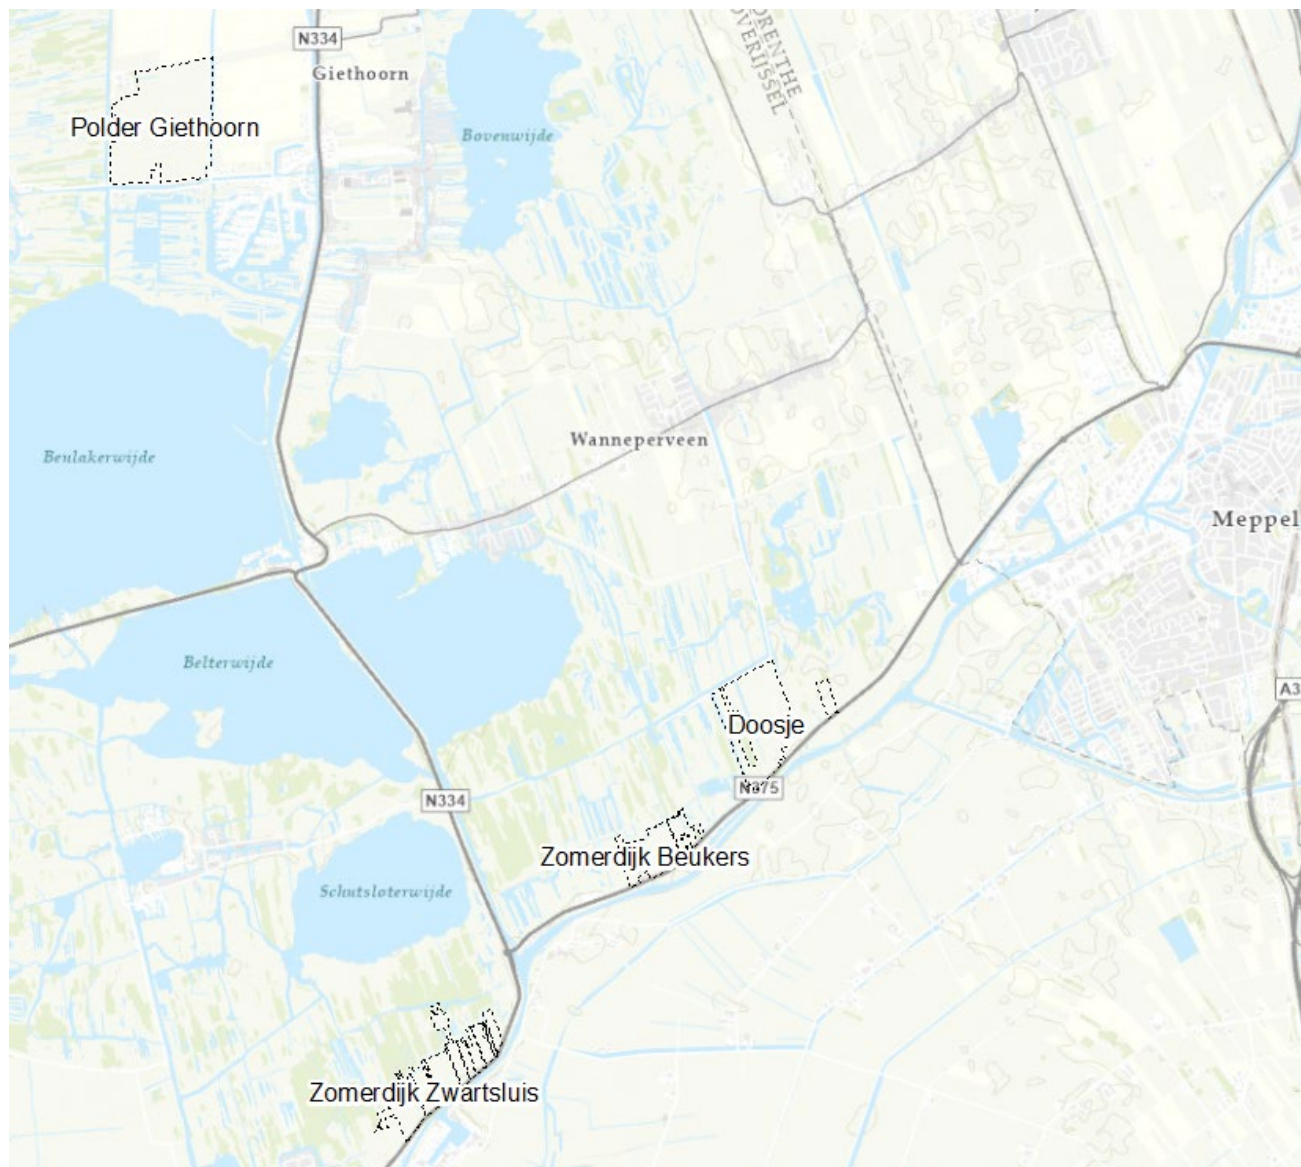 N334
Giethoorn
DRENTHE
OVERIJSSEL
Polder Giethoorn
Bovenwijde
Wanneperveen
Beulakerwijde
Meppel
Belterwijde
A3
Doosje
N375
N334
Zomerdijk Beukers
Schutsloterwijde
Zomerdijk Zwartsluis